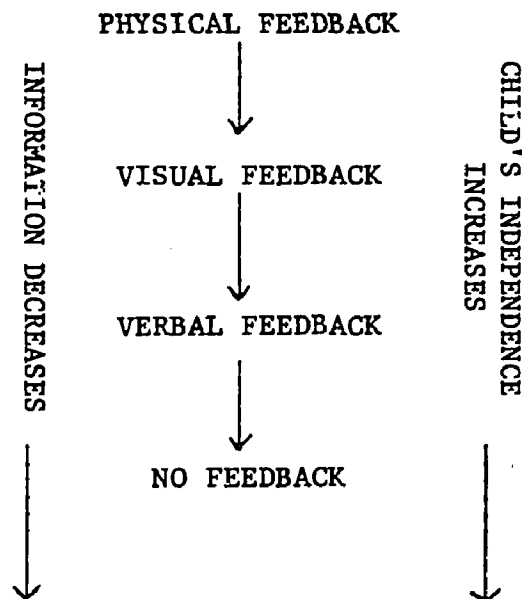 PHYSICAL FEEDBACK
VISUAL FEEDBACK
VERBAL FEEDBACK
NO FEEDBACK
INFORMATION DECREASES
CHILD'S INDEPENDENCE
INCREASES